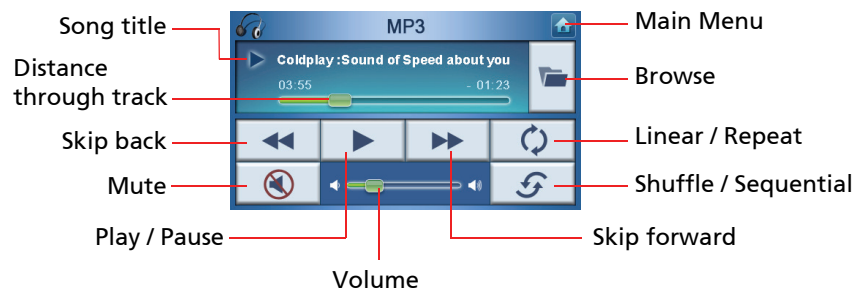 Song title
MP3
Main Menu
Coldplay :Sound of Speed about you
Distance
through track
03:55
- 01:23
Browse
Skip back
Linear / Repeat
Mute
Shuffle / Sequential
Play / Pause
Skip forward
Volume